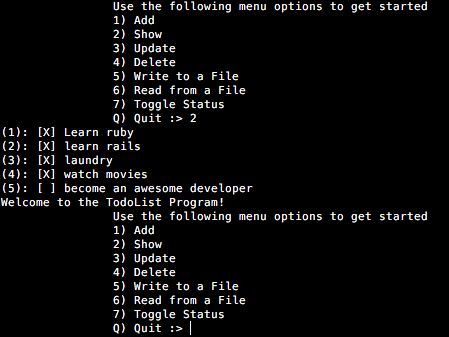 Use the following menu options to get started
1) Add
2) Show
3) Update
4) Delete
5) Write to a File
6) Read from a File
7) Toggle Status
Q) Quit :> 2
(1): [X] Learn ruby
(2): [X] learn rails
(3): [X] laundry
(4): [X] watch movies
(5): [ ] become an awesome developer
Welcome to the TodoList Program!
Use the following menu options to get started
1) Add
2) Show
3) Update
4) Delete
5) Write to a File
6) Read from a File
7) Toggle Status
Q) Quit :>